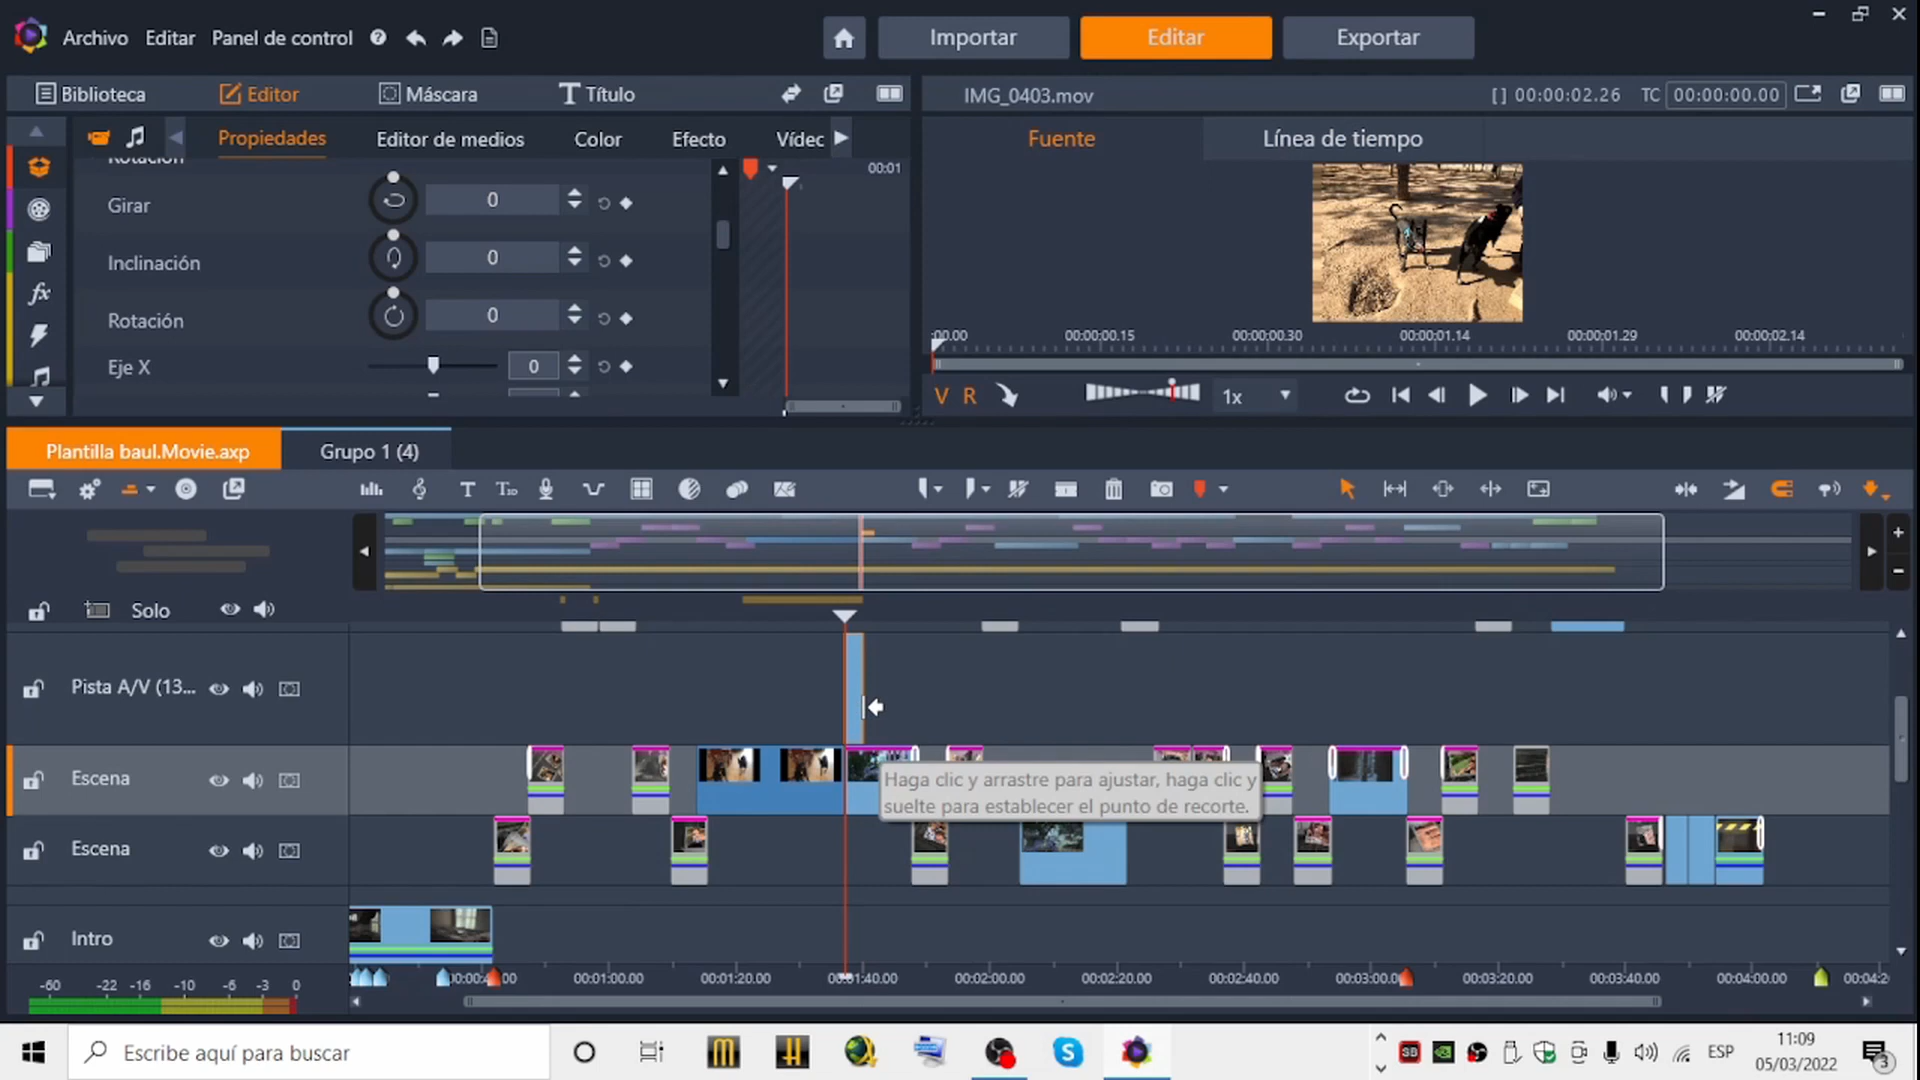 Archivo Editar Panel de control
Importar Editar Exportar
Biblioteca Editor Máscara Título
IMG_0403.mov [] 00:00:02.26 TC 00:00:00.00
Propiedades Editor de medios Color Efecto Vídec 00:01
Fuente Línea de tiempo
Rotación
Girar 0
Inclinación 0
Rotación 0
Eje X 0
:00.00 00:00:00.15 00:00:00.30 00:00:01.14 00:00:01.29 00:00:02.14
V R 1x
Plantilla baul.Movie.axp Grupo 1 (4)
Solo
Pista A/V (13...
Escena
Haga clic y arrastre para ajustar, haga clic y
suelte para establecer el punto de recorte.
Escena
Intro
-60 -22 -16 -10 -6 -3 0
00:01:00.00 00:01:20.00 00:01:40.00 00:02:00.00 00:02:20.00 00:02:40.00 00:03:00.00 00:03:20.00 00:03:40.00 00:04:00.00 00:04:2
Escribe aquí para buscar
ESP
11:09
05/03/2022
3